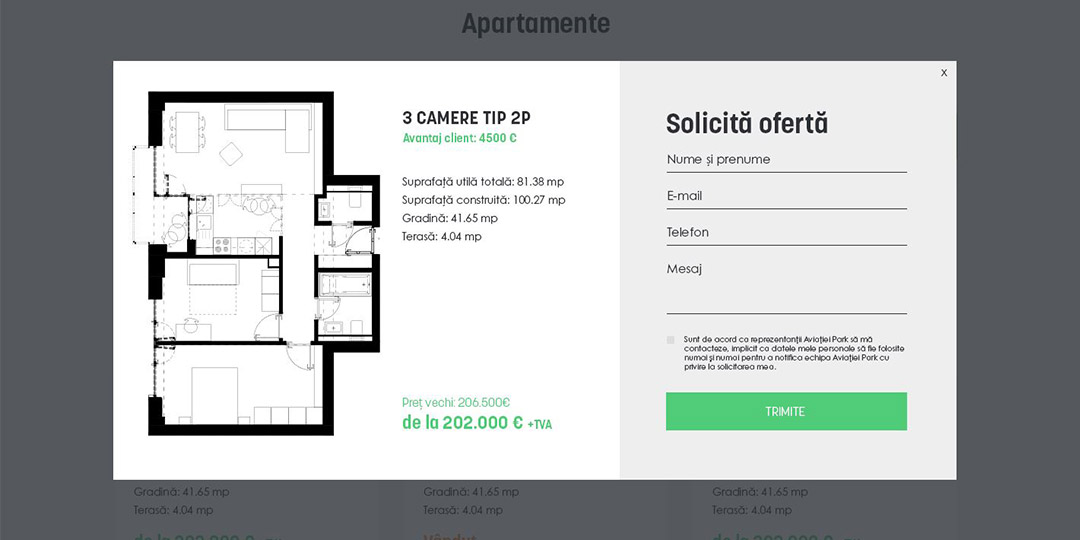 Apartamente
x
3 CAMERE TIP 2P
Avantaj client: 4500 €
Suprafață utilă totală: 81.38 mp
Suprafață construită: 100.27 mp
Gradină: 41.65 mp
Terasă: 4.04 mp
Preț vechi: 206.500€
de la 202.000 € +TVA
Solicită ofertă
Nume și prenume
E-mail
Telefon
Mesaj
Sunt de acord ca reprezentanții Aviației Park să mă
contacteze, implicit ca datele mele personale să fie folosite
numai și numai pentru a notifica echipa Aviației Park cu
privire la solicitarea mea.
TRIMITE
Gradină: 41.65 mp
Terasă: 4.04 mp
Gradină: 41.65 mp
Terasă: 4.04 mp
Vândut
Gradină: 41.65 mp
Terasă: 4.04 mp